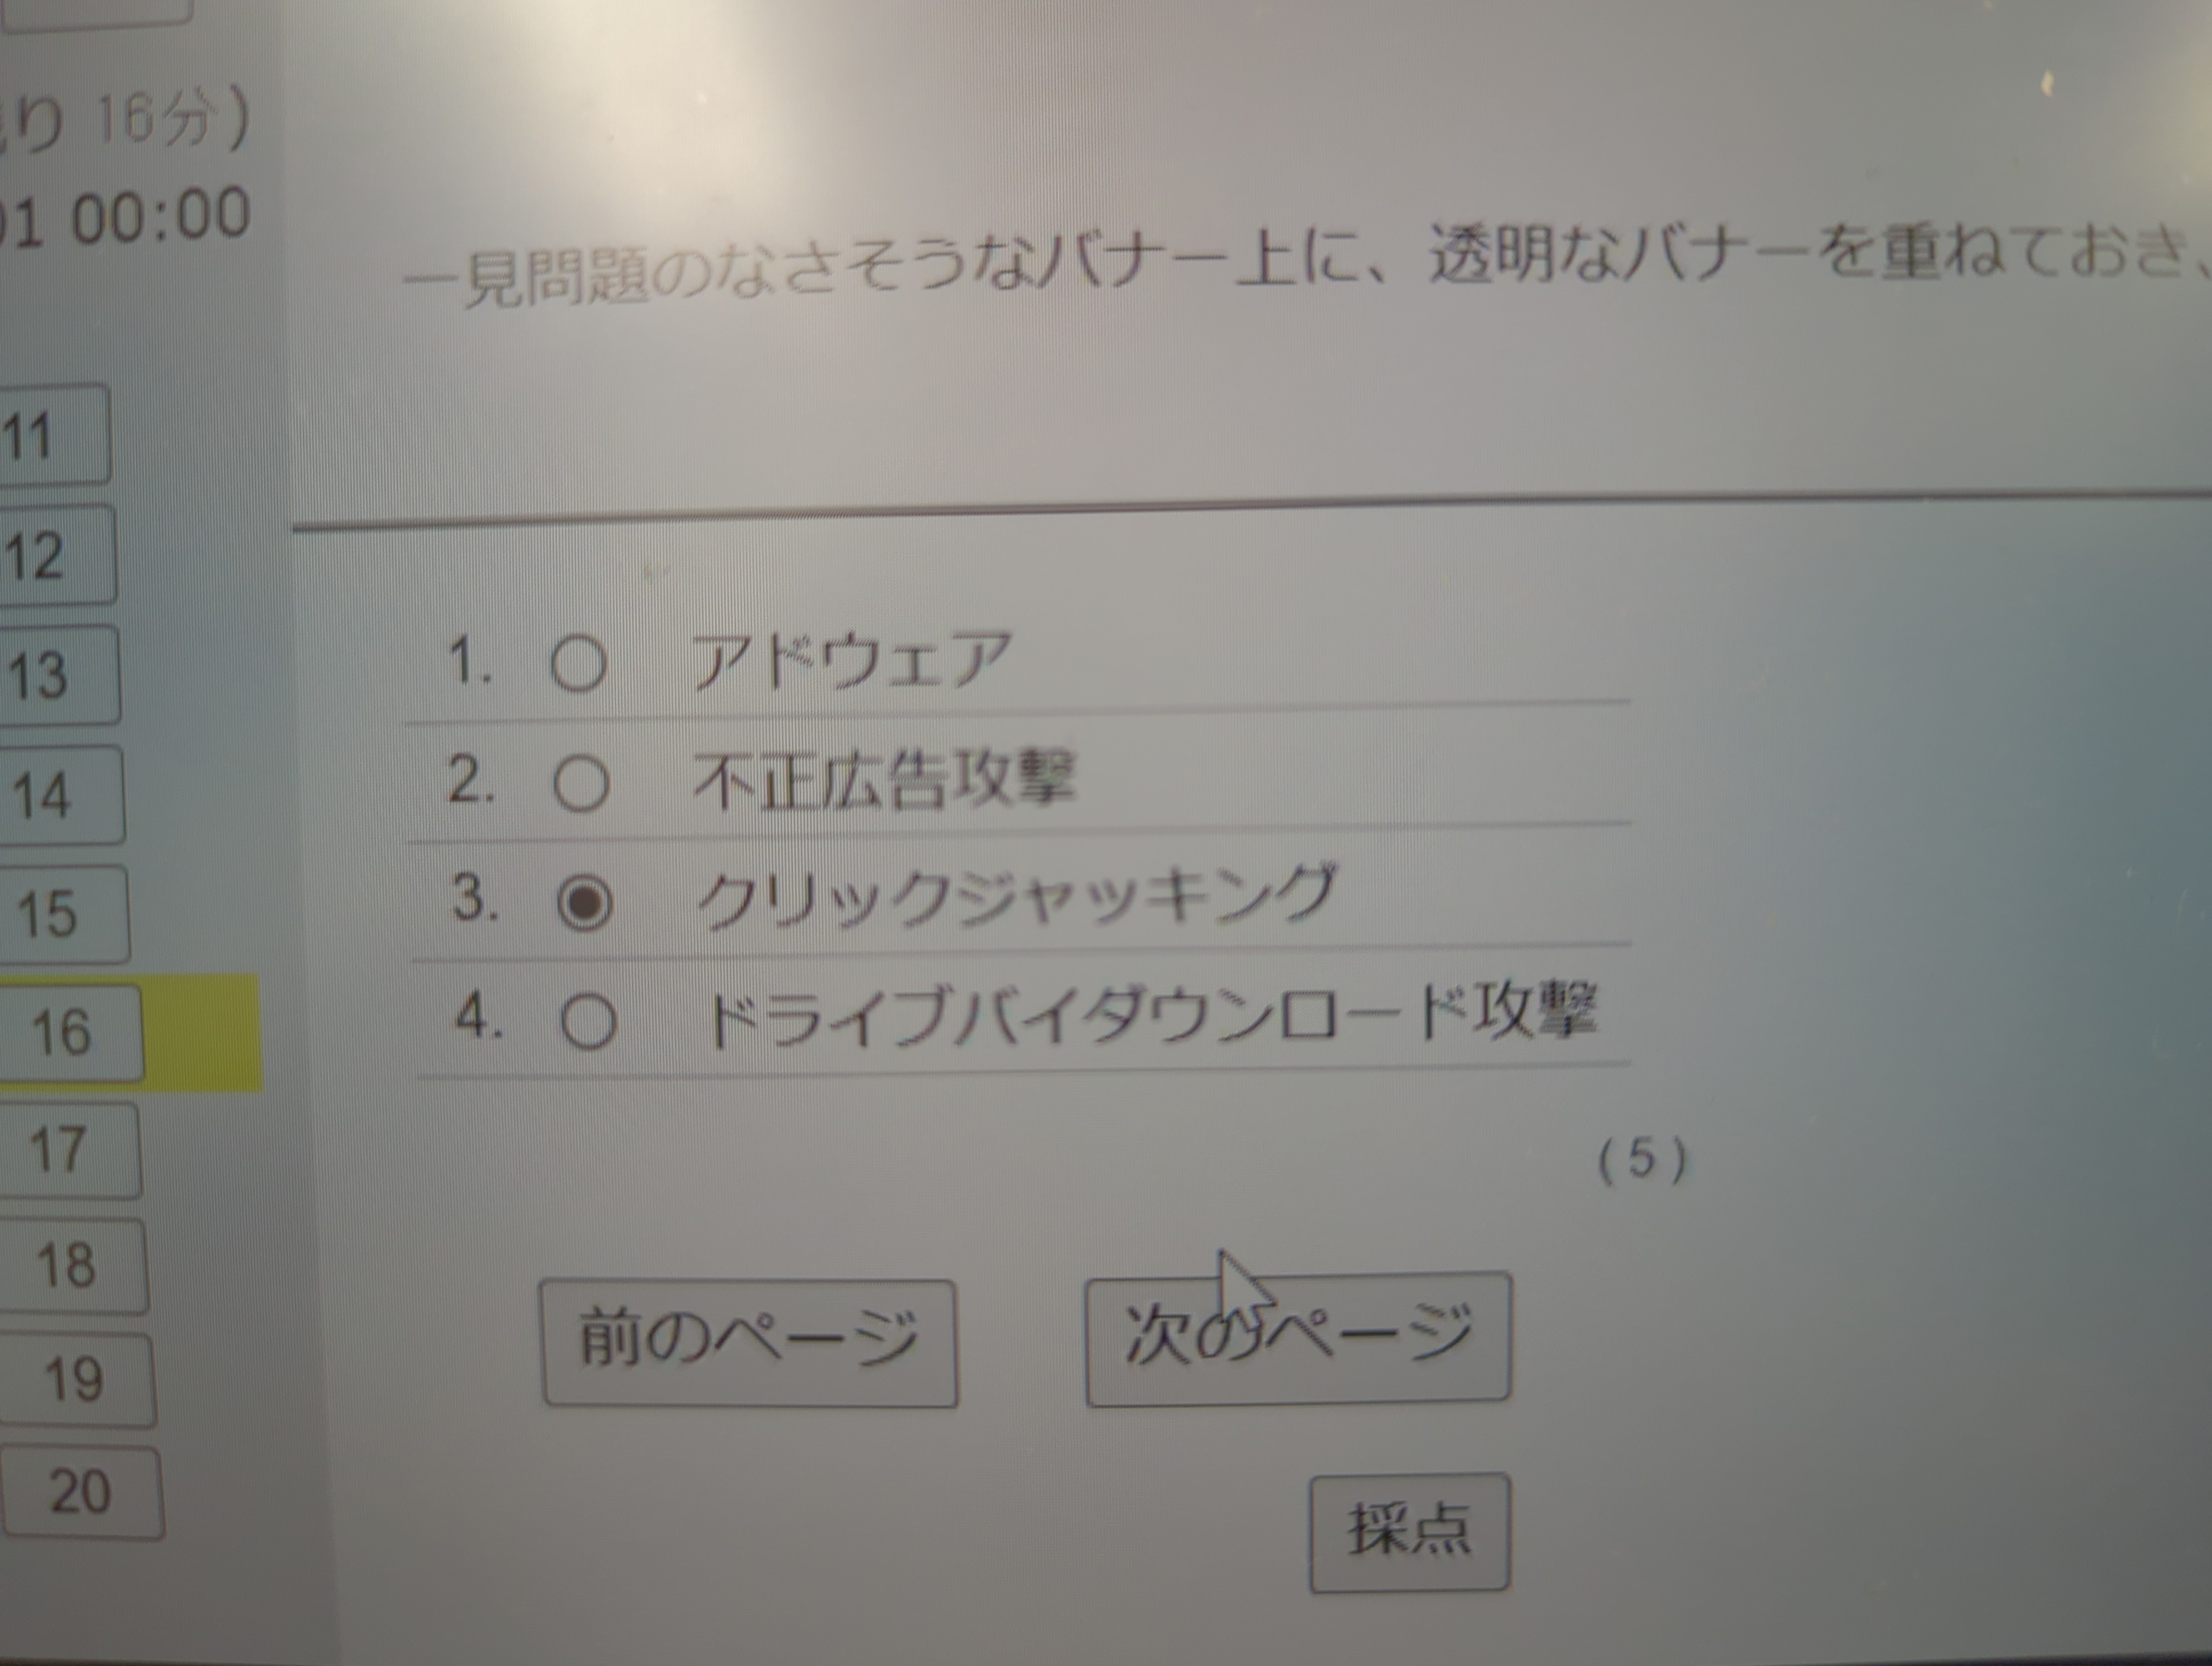 り 16分)
01 00:00
一見問題のなさそうなバナー上に、透明なバナーを重ねておき、
11
12
13
14
15
16
17
18
19
20
1. アドウェア
2. 不正広告攻撃
3. クリックジャッキング
4. ドライブバイダウンロード攻撃
(5)
前のページ
次のページ
採点